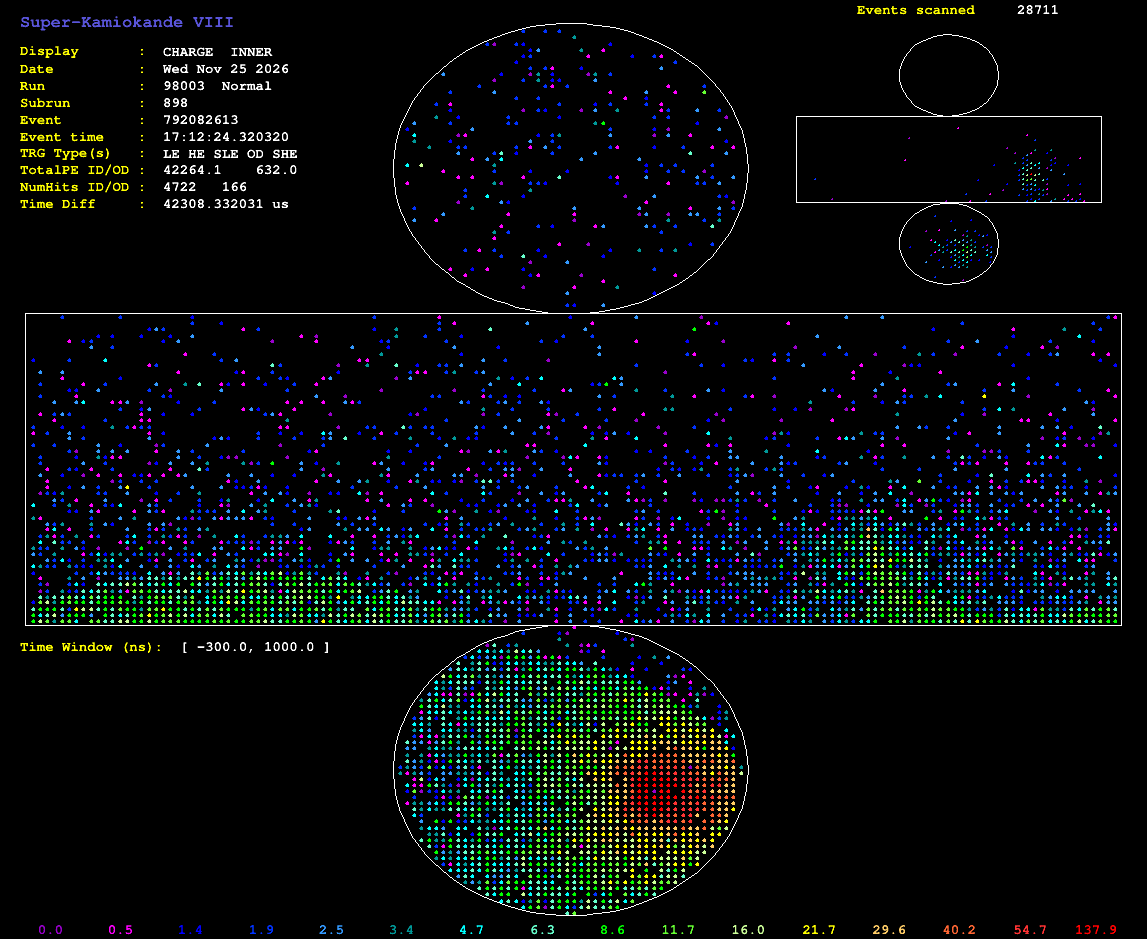 Super-Kamiokande VIII
Events scanned 28711
Display : CHARGE INNER
Date : Wed Nov 25 2026
Run : 98003 Normal
Subrun : 898
Event : 792082613
Event time : 17:12:24.320320
TRG Type(s) : LE HE SLE OD SHE
TotalPE ID/OD : 42264.1 632.0
NumHits ID/OD : 4722 166
Time Diff : 42308.332031 us
Time Window (ns): [ -300.0, 1000.0 ]
0.0 0.5 1.4 1.9 2.5 3.4 4.7 6.3 8.6 11.7 16.0 21.7 29.6 40.2 54.7 137.9